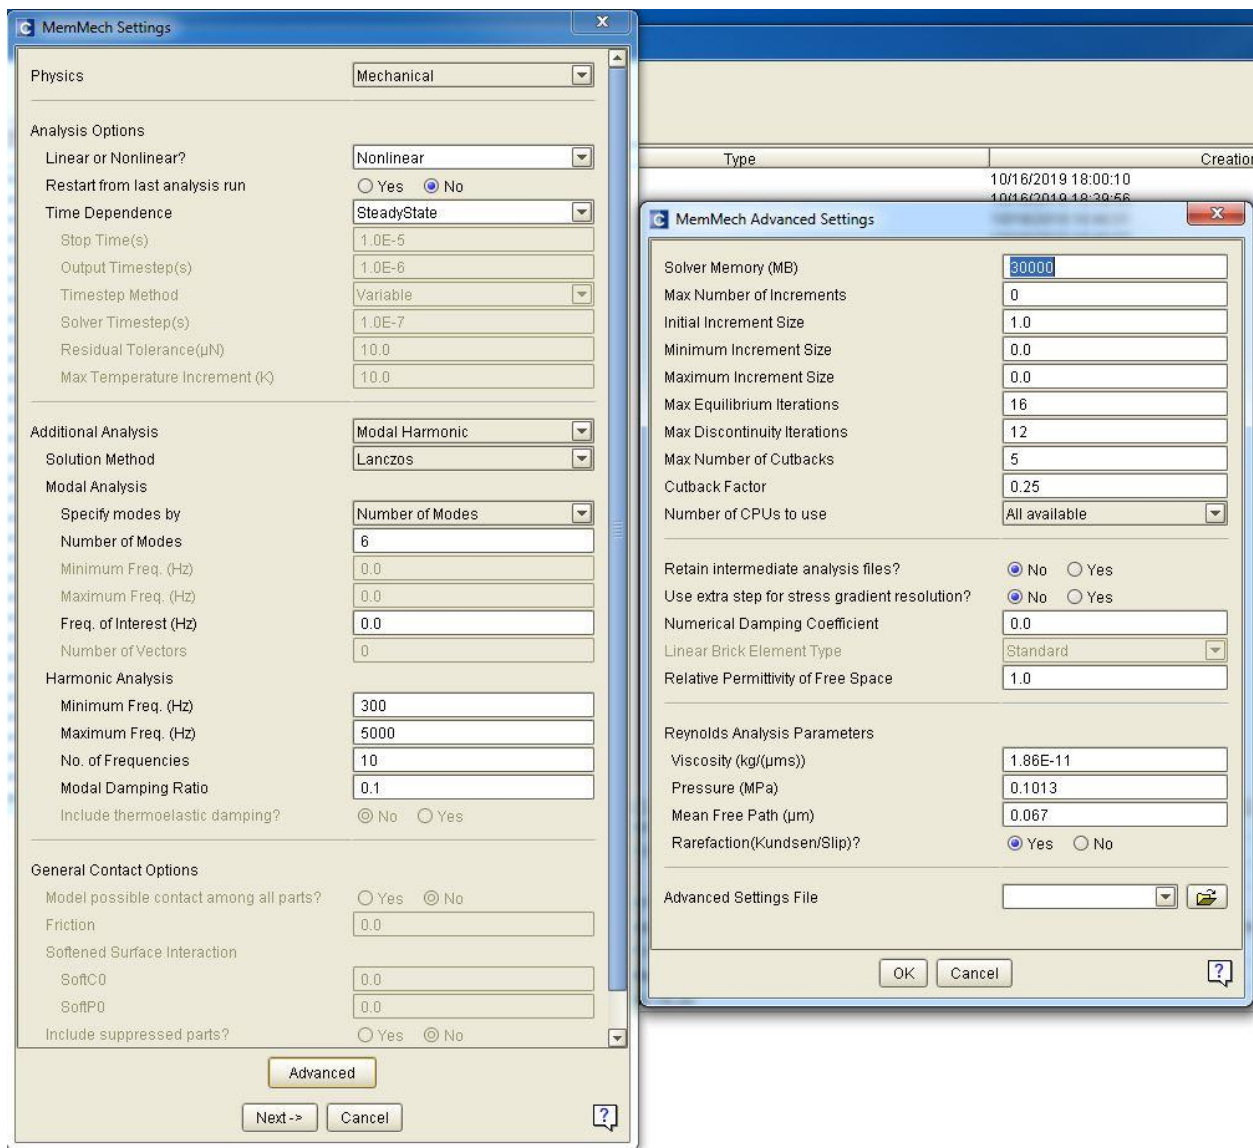 MemMech Settings
Physics Mechanical
Analysis Options
Linear or Nonlinear? Nonlinear
Restart from last analysis run Yes No
Time Dependence SteadyState
Stop Time(s) 1.0E-5
Output Timestep(s) 1.0E-6
Timestep Method Variable
Solver Timestep(s) 1.0E-7
Residual Tolerance(µN) 10.0
Max Temperature Increment (K) 10.0
Additional Analysis Modal Harmonic
Solution Method Lanczos
Modal Analysis
Specify modes by Number of Modes
Number of Modes 6
Minimum Freq. (Hz) 0.0
Maximum Freq. (Hz) 0.0
Freq. of Interest (Hz) 0.0
Number of Vectors 0
Harmonic Analysis
Minimum Freq. (Hz) 300
Maximum Freq. (Hz) 5000
No. of Frequencies 10
Modal Damping Ratio 0.1
Include thermoelastic damping? No Yes
General Contact Options
Model possible contact among all parts? Yes No
Friction 0.0
Softened Surface Interaction
SoftC0 0.0
SoftP0 0.0
Include suppressed parts? Yes No
Advanced
Next-> Cancel
Type Creation
10/16/2019 18:00:10
10/16/2019 18:39:56
MemMech Advanced Settings
Solver Memory (MB) 30000
Max Number of Increments 0
Initial Increment Size 1.0
Minimum Increment Size 0.0
Maximum Increment Size 0.0
Max Equilibrium Iterations 16
Max Discontinuity Iterations 12
Max Number of Cutbacks 5
Cutback Factor 0.25
Number of CPUs to use All available
Retain intermediate analysis files? No Yes
Use extra step for stress gradient resolution? No Yes
Numerical Damping Coefficient 0.0
Linear Brick Element Type Standard
Relative Permittivity of Free Space 1.0
Reynolds Analysis Parameters
Viscosity (kg/(µms)) 1.86E-11
Pressure (MPa) 0.1013
Mean Free Path (µm) 0.067
Rarefaction(Kundsen/Slip)? Yes No
Advanced Settings File
OK Cancel